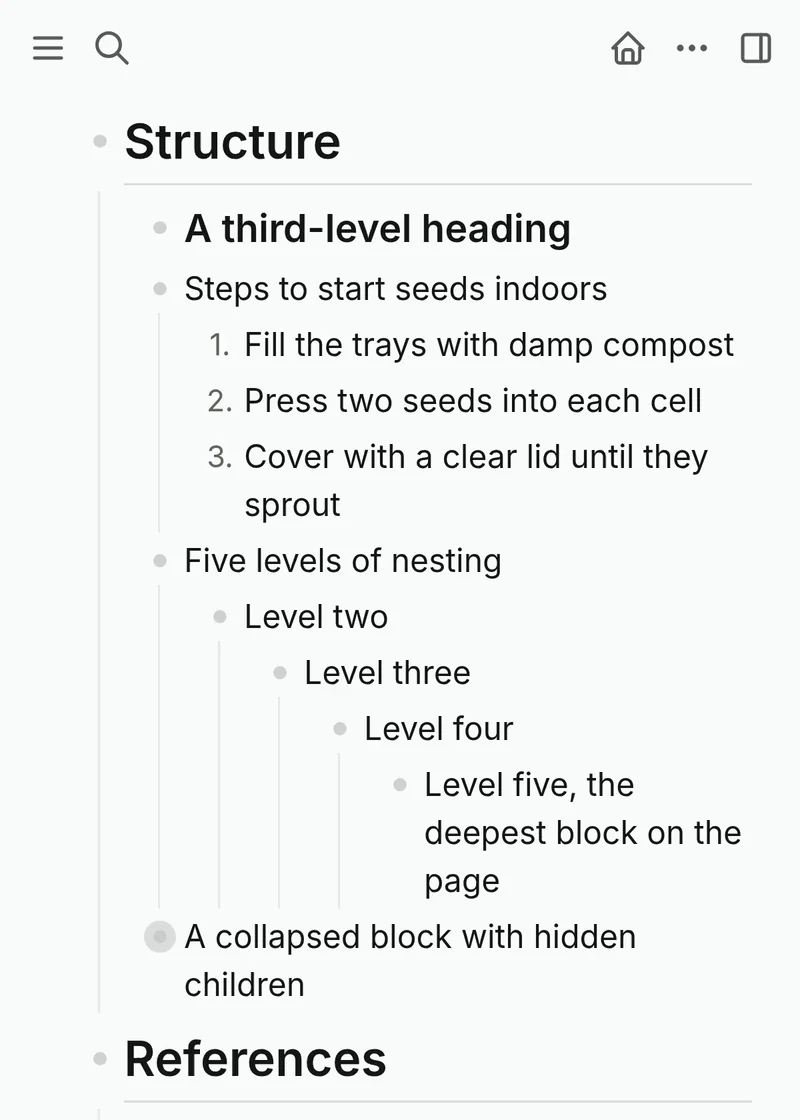 Structure
A third-level heading
Steps to start seeds indoors
1. Fill the trays with damp compost
2. Press two seeds into each cell
3. Cover with a clear lid until they
sprout
Five levels of nesting
Level two
Level three
Level four
Level five, the
deepest block on the
page
A collapsed block with hidden
children
References